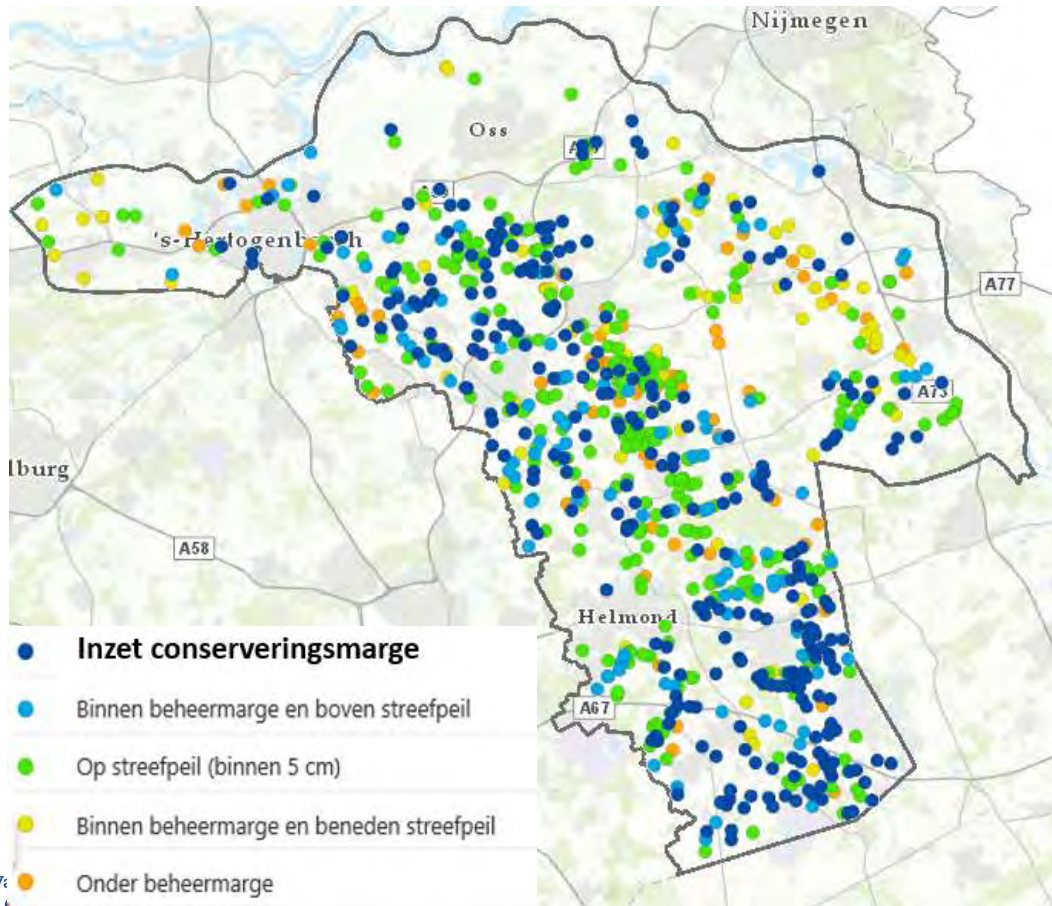 Nijmegen
Oss
's-Hertogenbosch
A77
A73
lburg
A58
Helmond
A67
Inzet conserveringsmarge
Binnen beheermarge en boven streefpeil
Op streefpeil (binnen 5 cm)
Binnen beheermarge en beneden streefpeil
Onder beheermarge